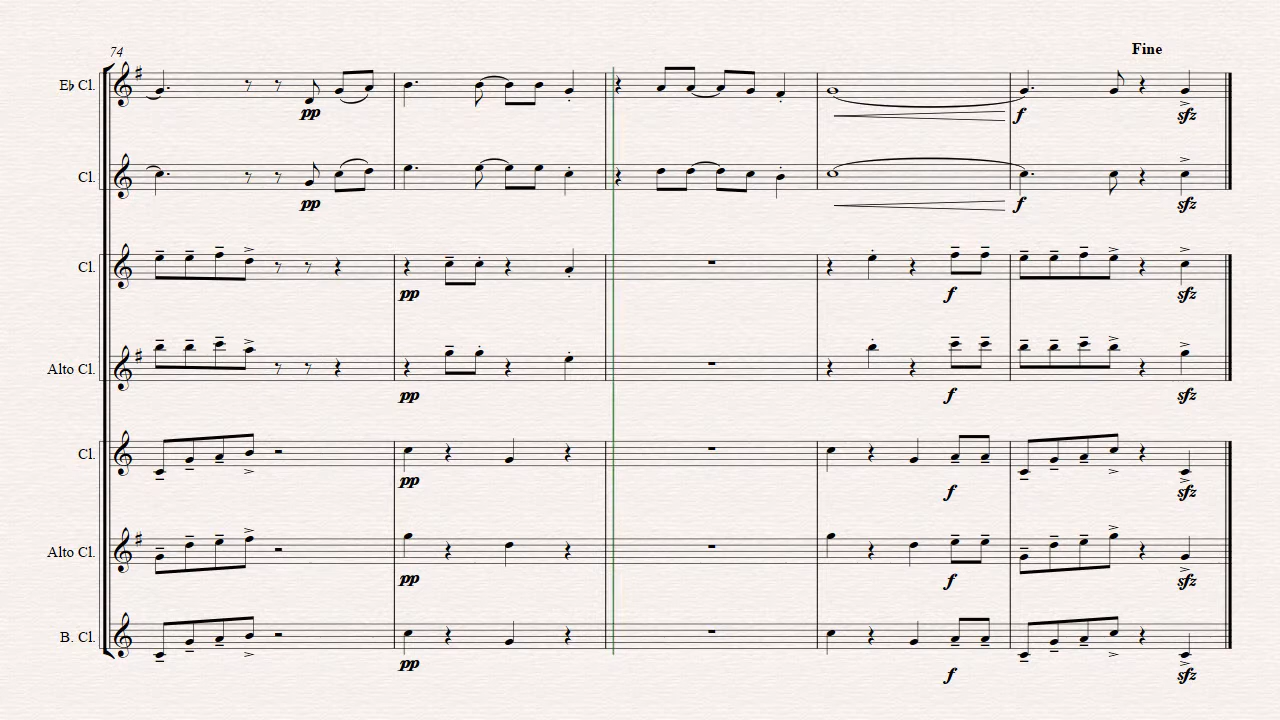 74
Fine
E♭ Cl.
pp
f
sfz
Cl.
pp
f
sfz
Cl.
pp
f
sfz
Alto Cl.
pp
f
sfz
Cl.
pp
f
sfz
Alto Cl.
pp
f
sfz
B. Cl.
pp
f
sfz